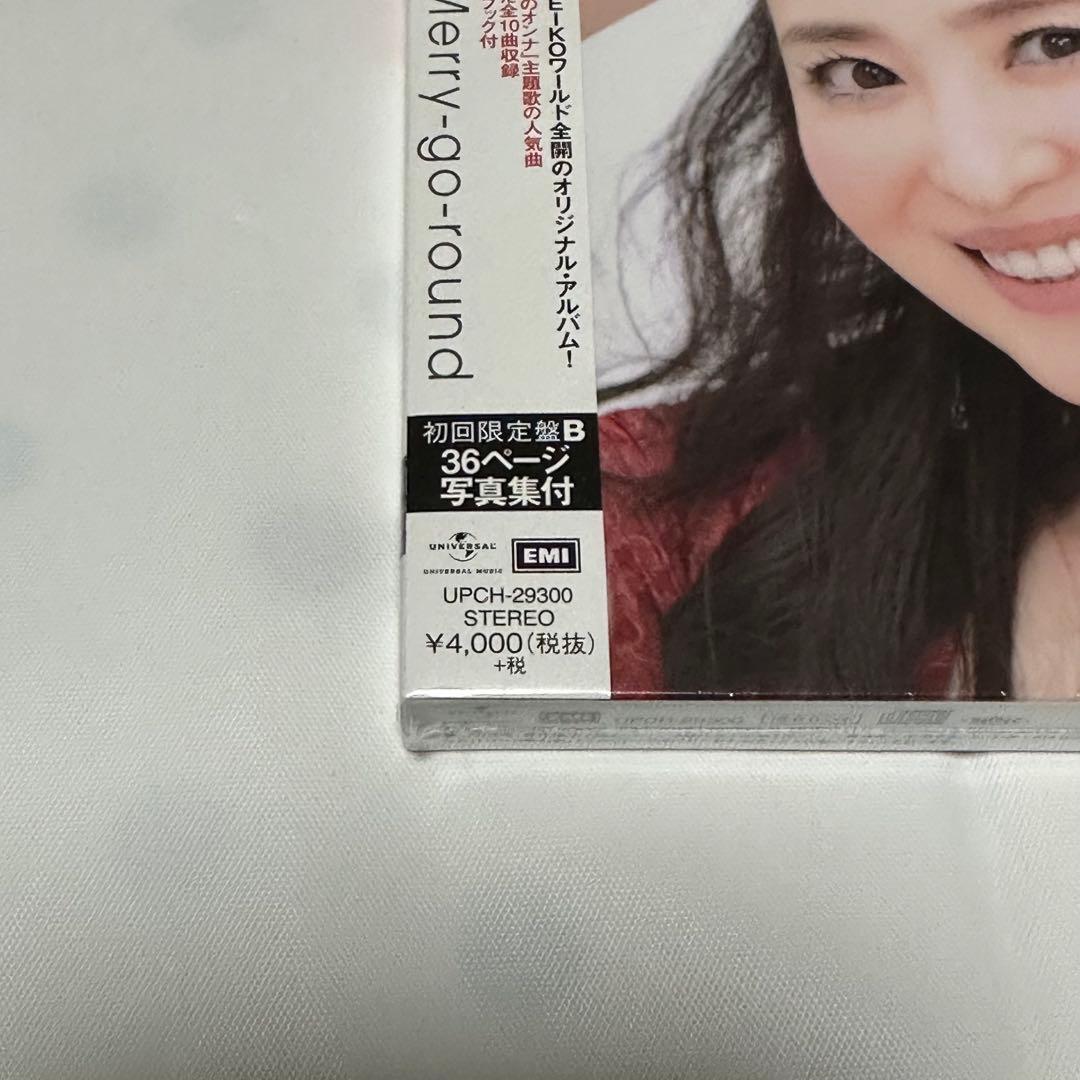 EIKOワールド全開のオリジナル・アルバム!
のオンナ」主題歌の人気曲
全10曲収録
ブック付
Merry-go-round
初回限定盤B
36ページ
写真集付
UNIVERSAL
UNIVERSAL MUSIC
EMI
UPCH-29300
STEREO
¥4,000(税抜)
+税